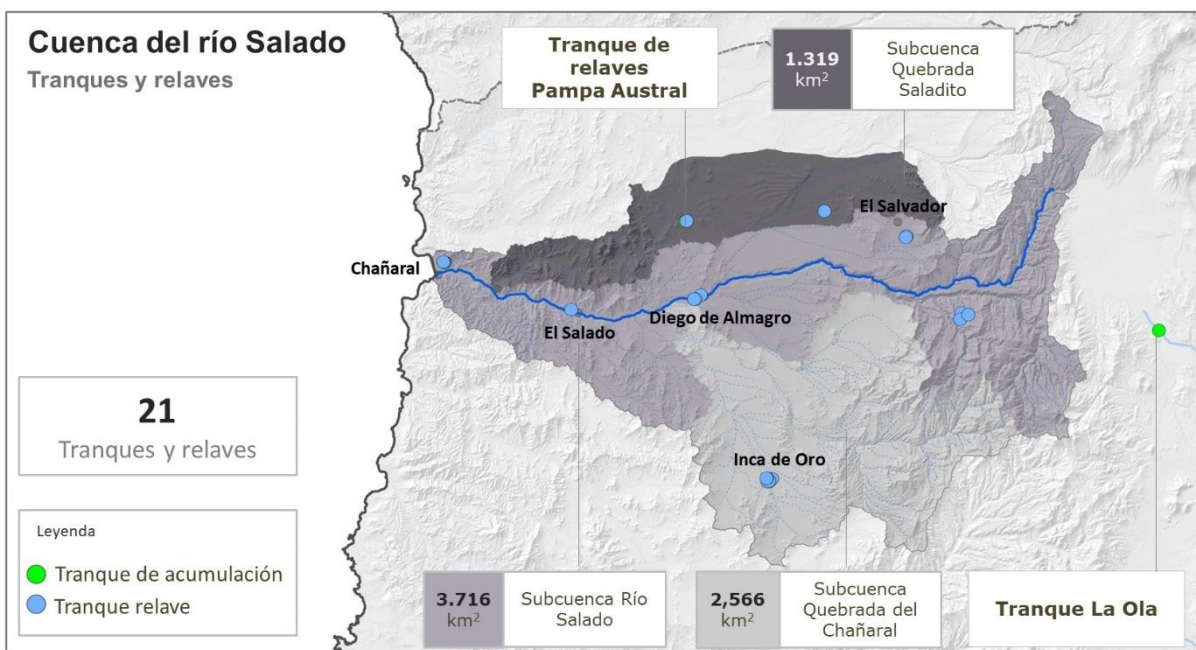 Cuenca del río Salado
Tranques y relaves
Tranque de
relaves
Pampa Austral
1.319
km²
Subcuenca
Quebrada
Saladito
El Salvador
Chañaral
El Salado
Diego de Almagro
Inca de Oro
21
Tranques y relaves
Leyenda
Tranque de acumulación
Tranque relave
3.716
km²
Subcuenca Río
Salado
2,566
km²
Subcuenca
Quebrada del
Chañaral
Tranque La Ola